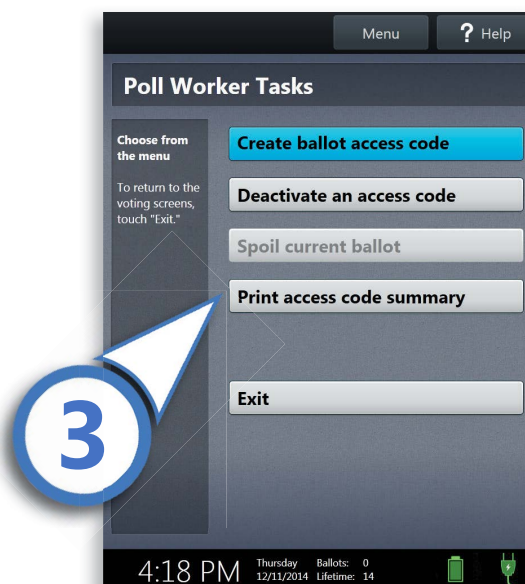 Menu
? Help
Poll Worker Tasks
Choose from
the menu
To return to the
voting screens,
touch "Exit."
Create ballot access code
Deactivate an access code
Spoil current ballot
Print access code summary
Exit
3
4:18 PM
Thursday Ballots: 0
12/11/2014 Lifetime: 14